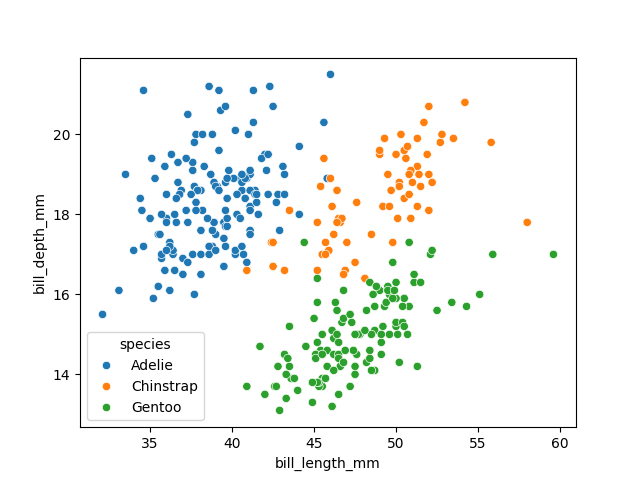 20
18
16
14
bill_depth_mm
species
Adelie
Chinstrap
Gentoo
35 40 45 50 55 60
bill_length_mm